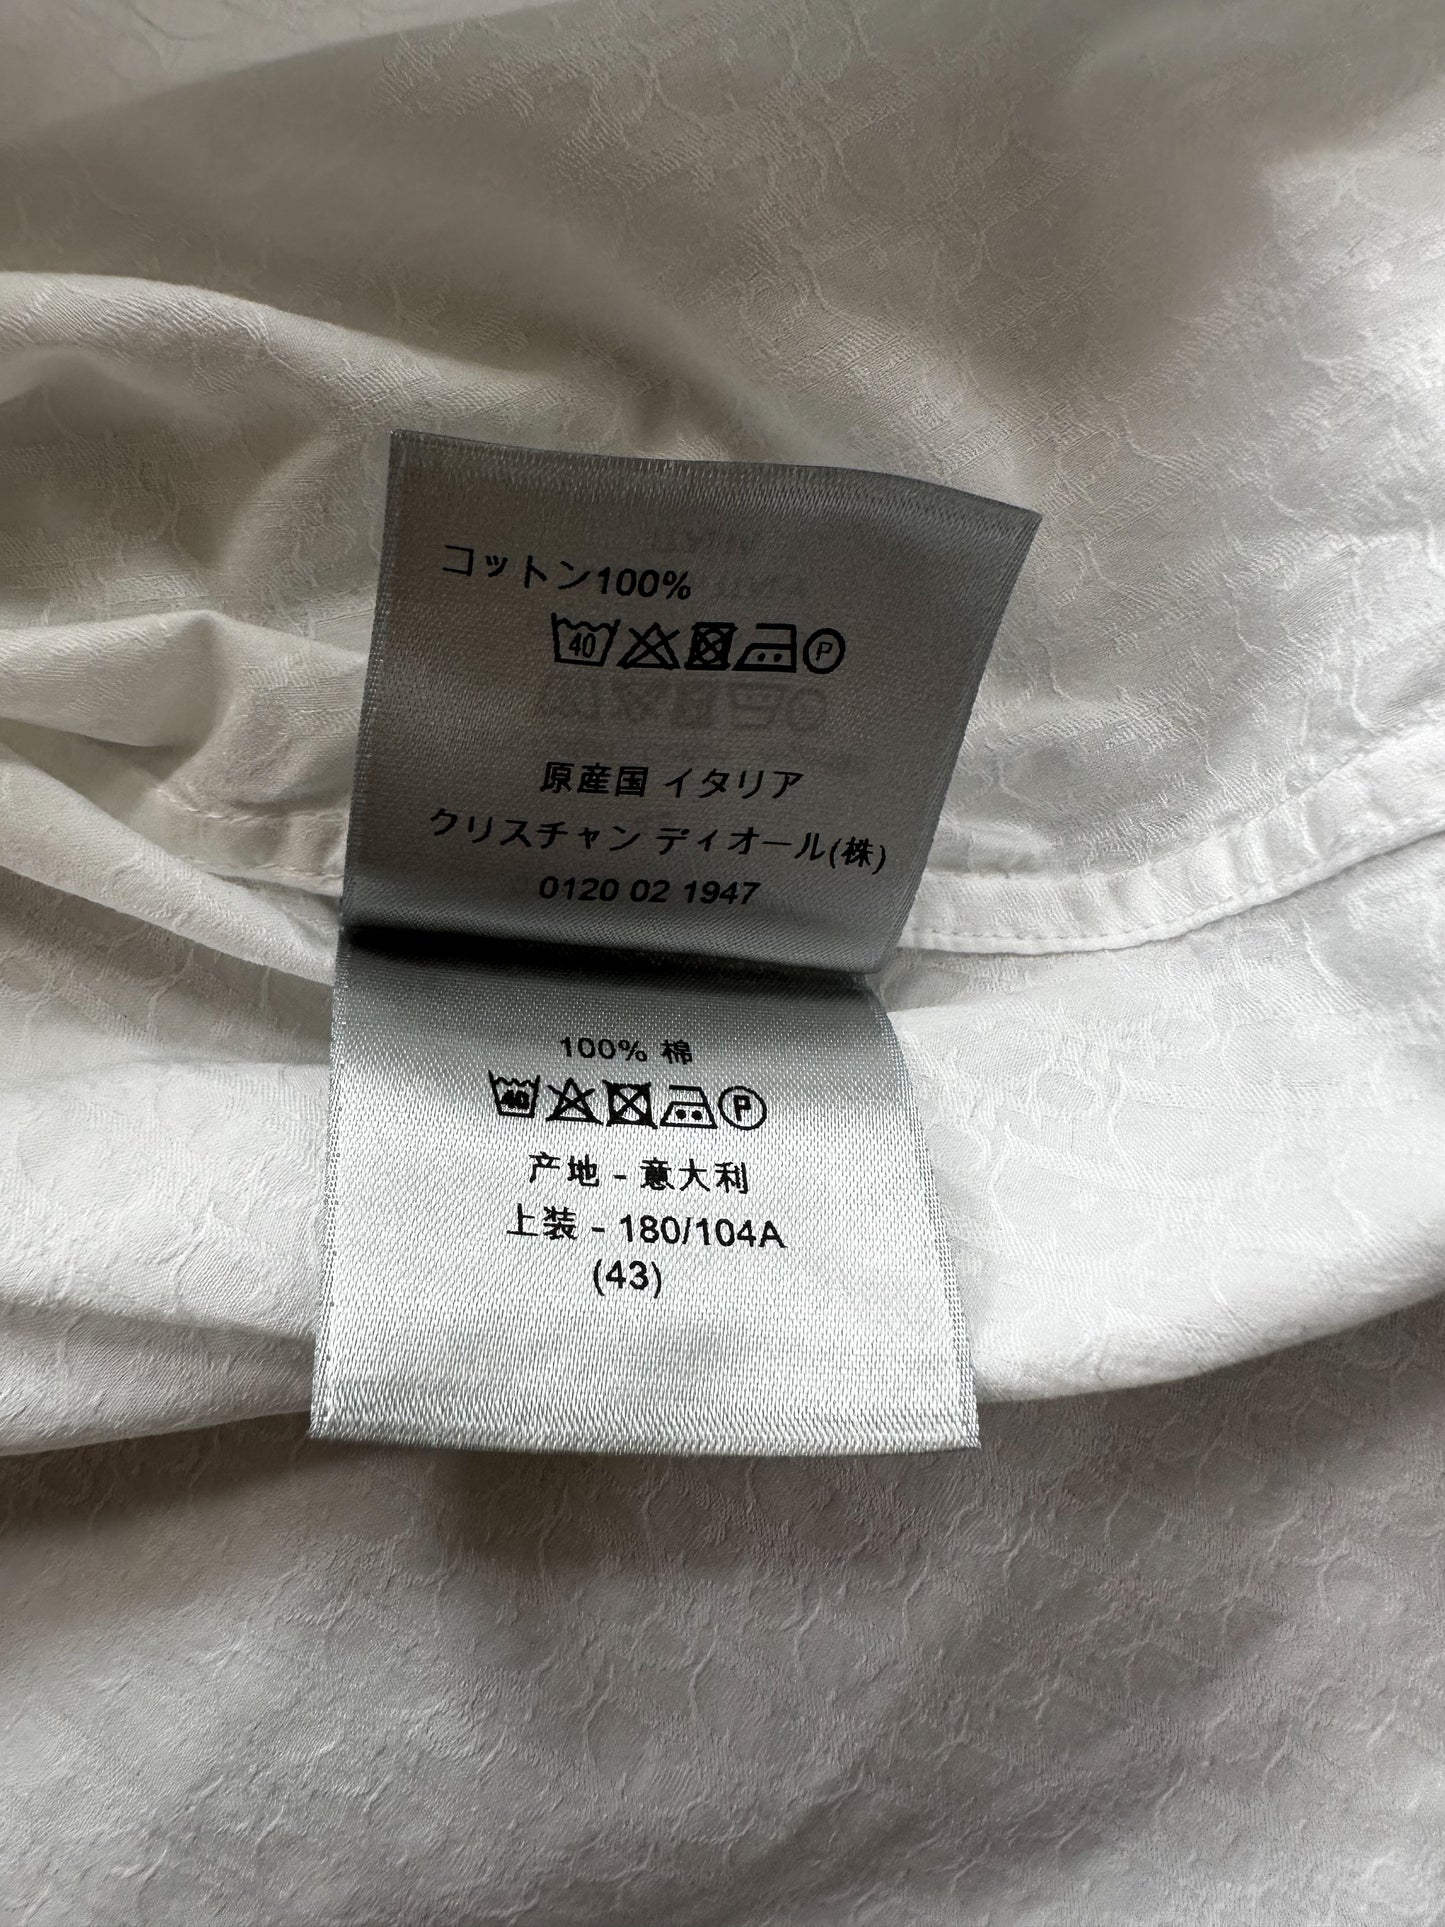 コットン100%
40 P
原産国 イタリア
クリスチャン ディオール(株)
0120 02 1947
100% 棉
40 P
产地 - 意大利
上装 - 180/104A
(43)